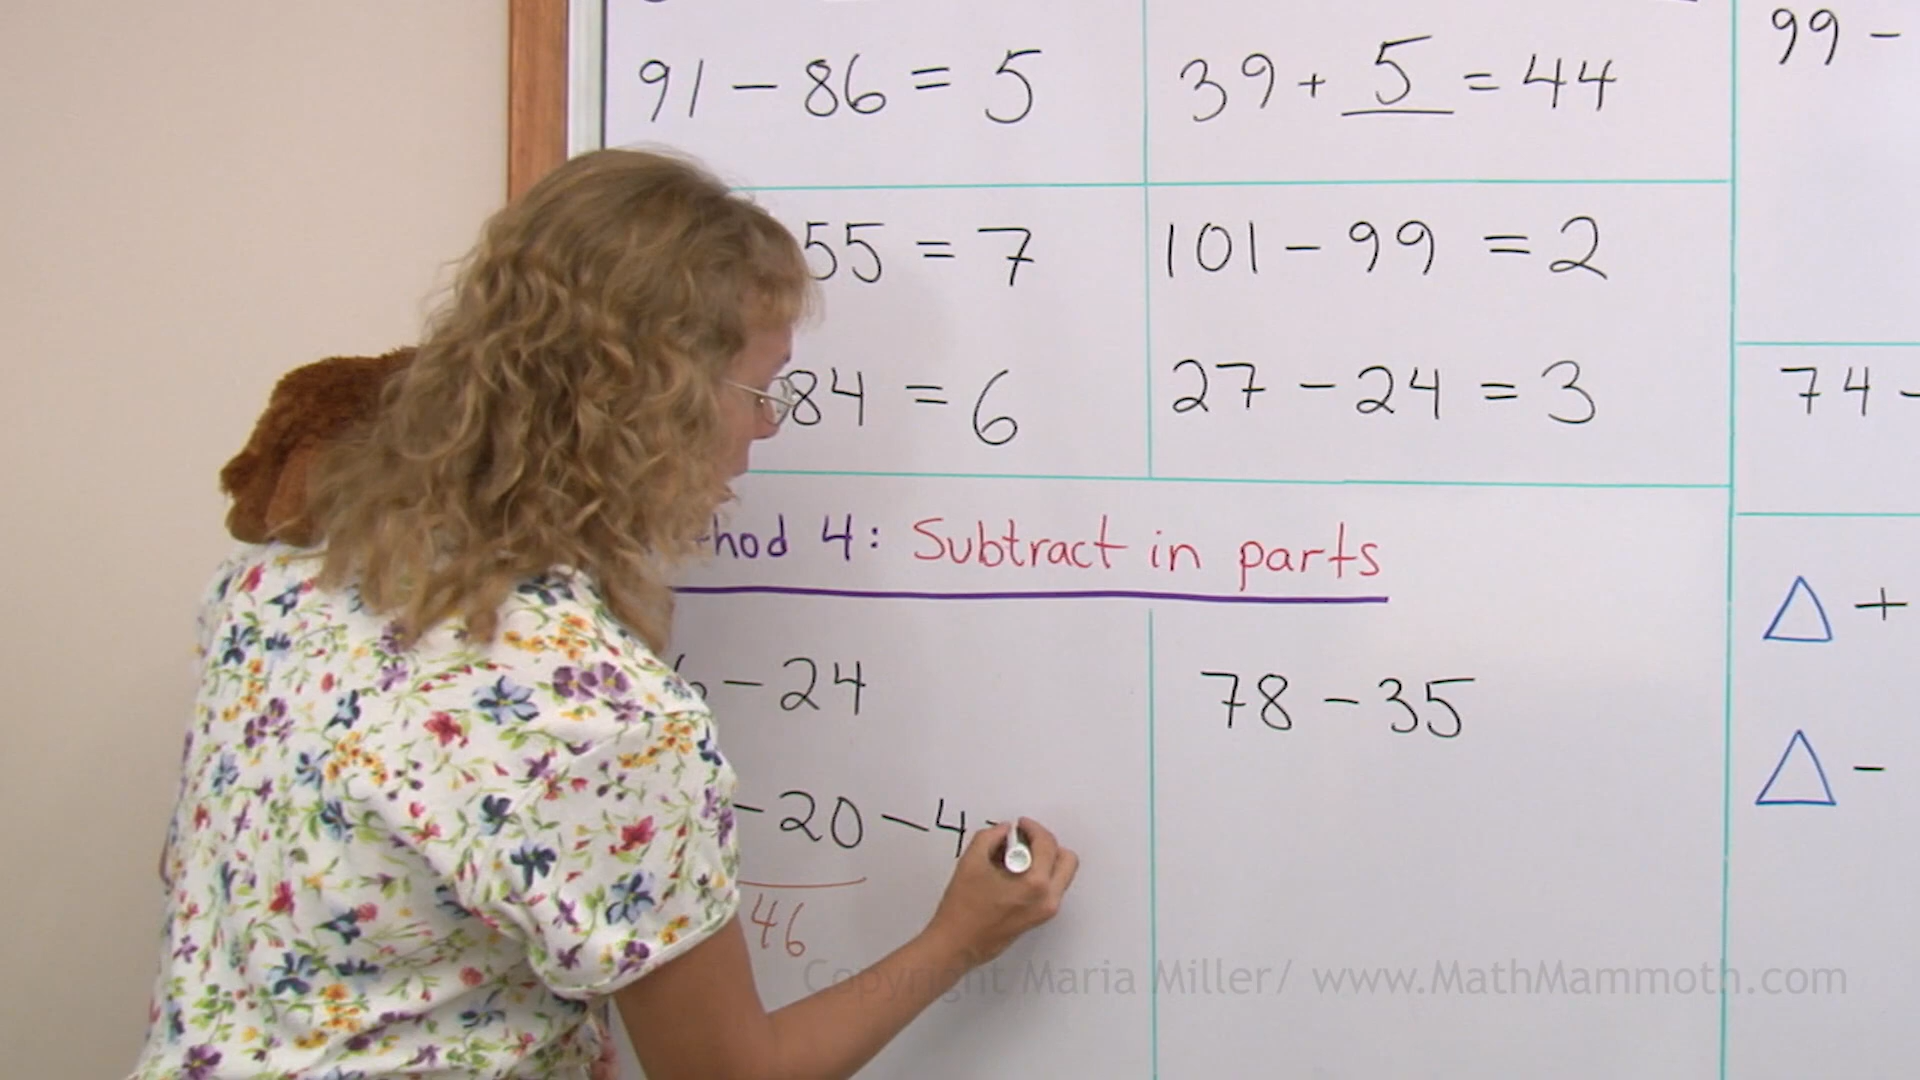 91 - 86 = 5
39 + 5 = 44
99 -
55 = 7
101 - 99 = 2
84 = 6
27 - 24 = 3
74 -
4: Subtract in parts
6 - 24
78 - 35
△ +
- 20 - 4
△ -
46
Copyright Maria Miller/ www.MathMammoth.com